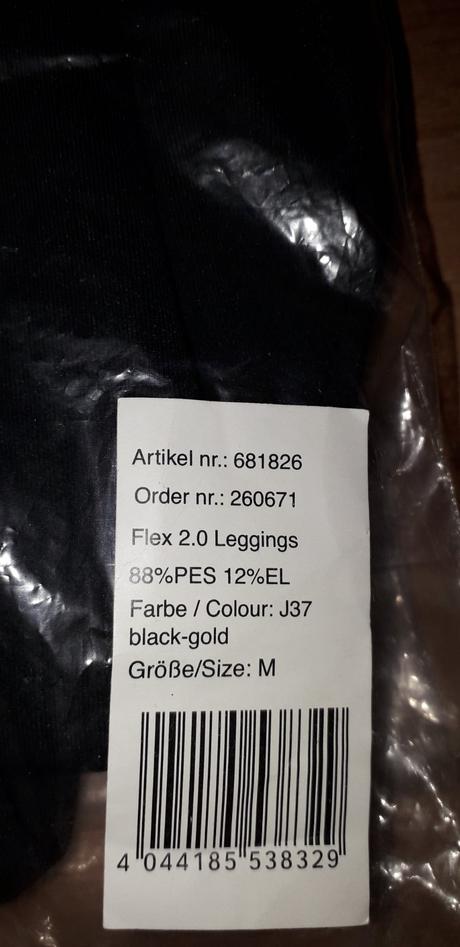 Artikel nr.: 681826
Order nr.: 260671
Flex 2.0 Leggings
88%PES 12%EL
Farbe / Colour: J37
black-gold
Größe/Size: M
4 044185 538329